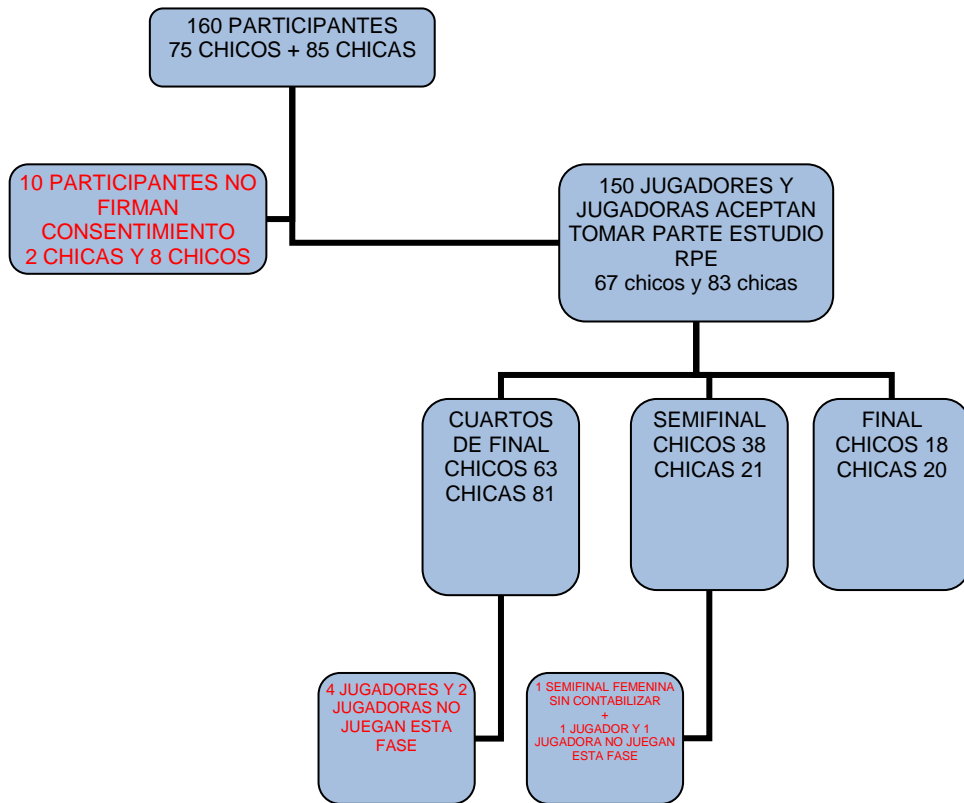 160 PARTICIPANTES
75 CHICOS + 85 CHICAS
10 PARTICIPANTES NO
FIRMAN
CONSENTIMIENTO
2 CHICAS Y 8 CHICOS
150 JUGADORES Y
JUGADORAS ACEPTAN
TOMAR PARTE ESTUDIO
RPE
67 chicos y 83 chicas
CUARTOS
DE FINAL
CHICOS 63
CHICAS 81
SEMIFINAL
CHICOS 38
CHICAS 21
FINAL
CHICOS 18
CHICAS 20
4 JUGADORES Y 2
JUGADORAS NO
JUEGAN ESTA
FASE
1 SEMIFINAL FEMENINA
SIN CONTABILIZAR
+
1 JUGADOR Y 1
JUGADORA NO JUEGAN
ESTA FASE